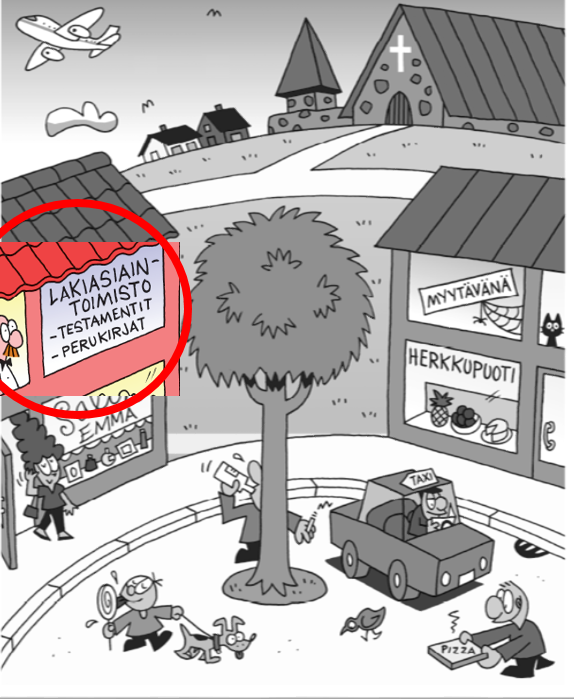 LAKIASIAIN-
TOIMISTO
-TESTAMENTIT
- PERUKIRJAT
MYYTÄVÄNÄ
HERKKUPUOTI
EMMA
TAXI
PIZZA